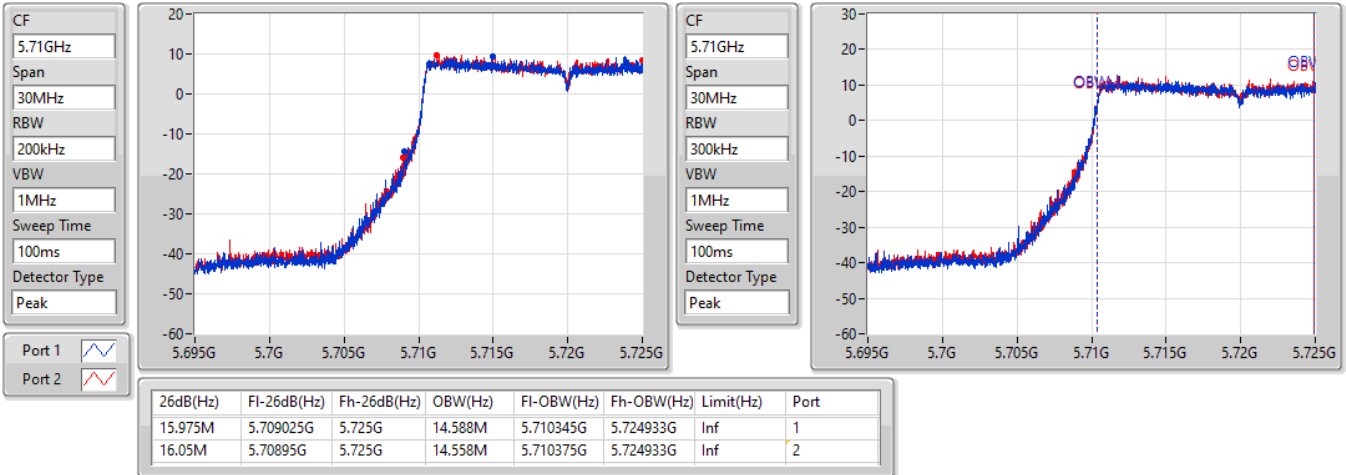 CF
5.71GHz
Span
30MHz
RBW
200kHz
VBW
1MHz
Sweep Time
100ms
Detector Type
Peak
Port 1
Port 2
20
10
0
-10
-20
-30
-40
-50
-60
5.695G 5.7G 5.705G 5.71G 5.715G 5.72G 5.725G
CF
5.71GHz
Span
30MHz
RBW
300kHz
VBW
1MHz
Sweep Time
100ms
Detector Type
Peak
30
20
10
0
-10
-20
-30
-40
-50
-60
OBW
OBW
5.695G 5.7G 5.705G 5.71G 5.715G 5.72G 5.725G
26dB(Hz) Fl-26dB(Hz) Fh-26dB(Hz) OBW(Hz) Fl-OBW(Hz) Fh-OBW(Hz) Limit(Hz) Port
15.975M 5.709025G 5.725G 14.588M 5.710345G 5.724933G Inf 1
16.05M 5.70895G 5.725G 14.558M 5.710375G 5.724933G Inf 2